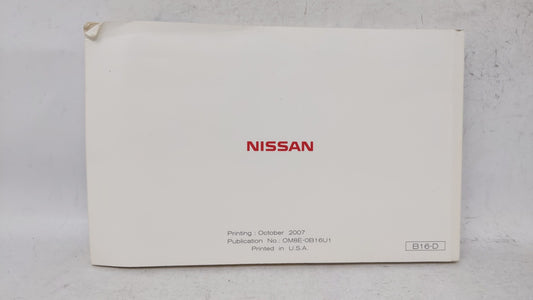 NISSAN
Printing : October 2007
Publication No.: OM8E-0B16U1
Printed in U.S.A.
B16-D